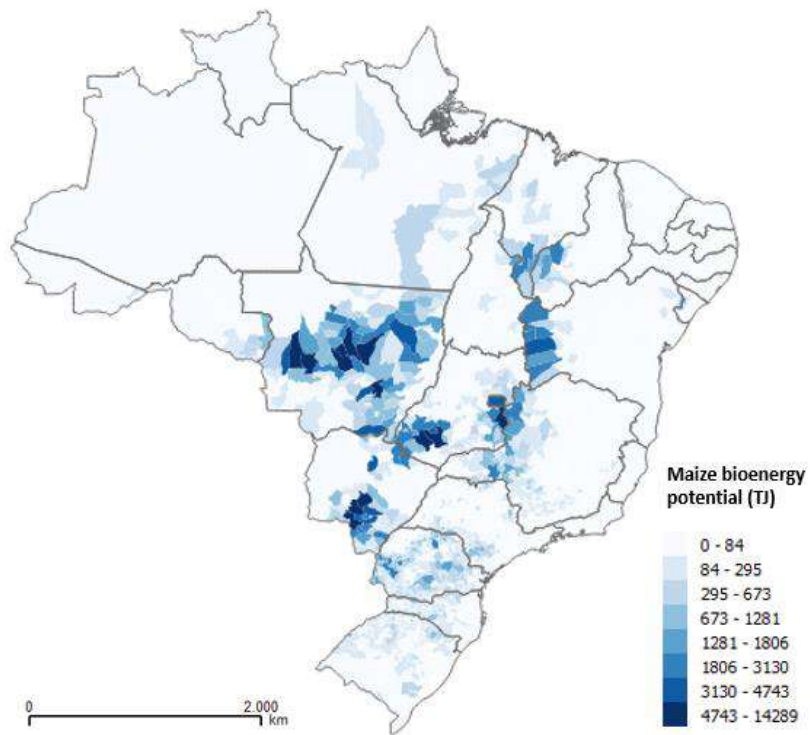 Maize bioenergy
potential (TJ)
0 - 84
84 - 295
295 - 673
673 - 1281
1281 - 1806
1806 - 3130
3130 - 4743
4743 - 14289
0 2.000
km